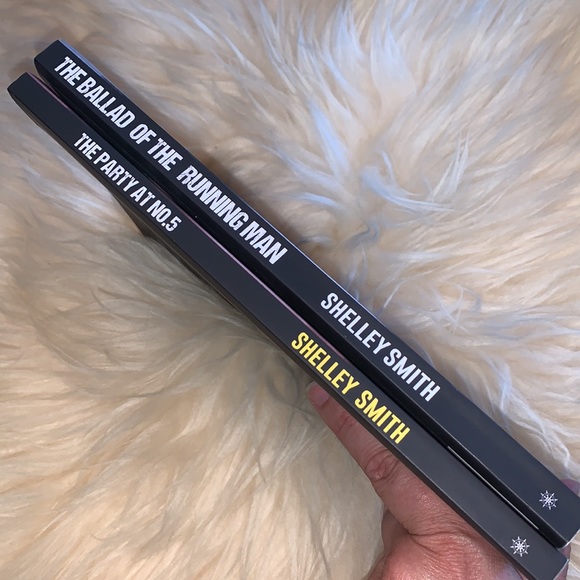 THE BALLAD OF THE RUNNING MAN SHELLEY SMITH
THE PARTY AT NO.5 SHELLEY SMITH